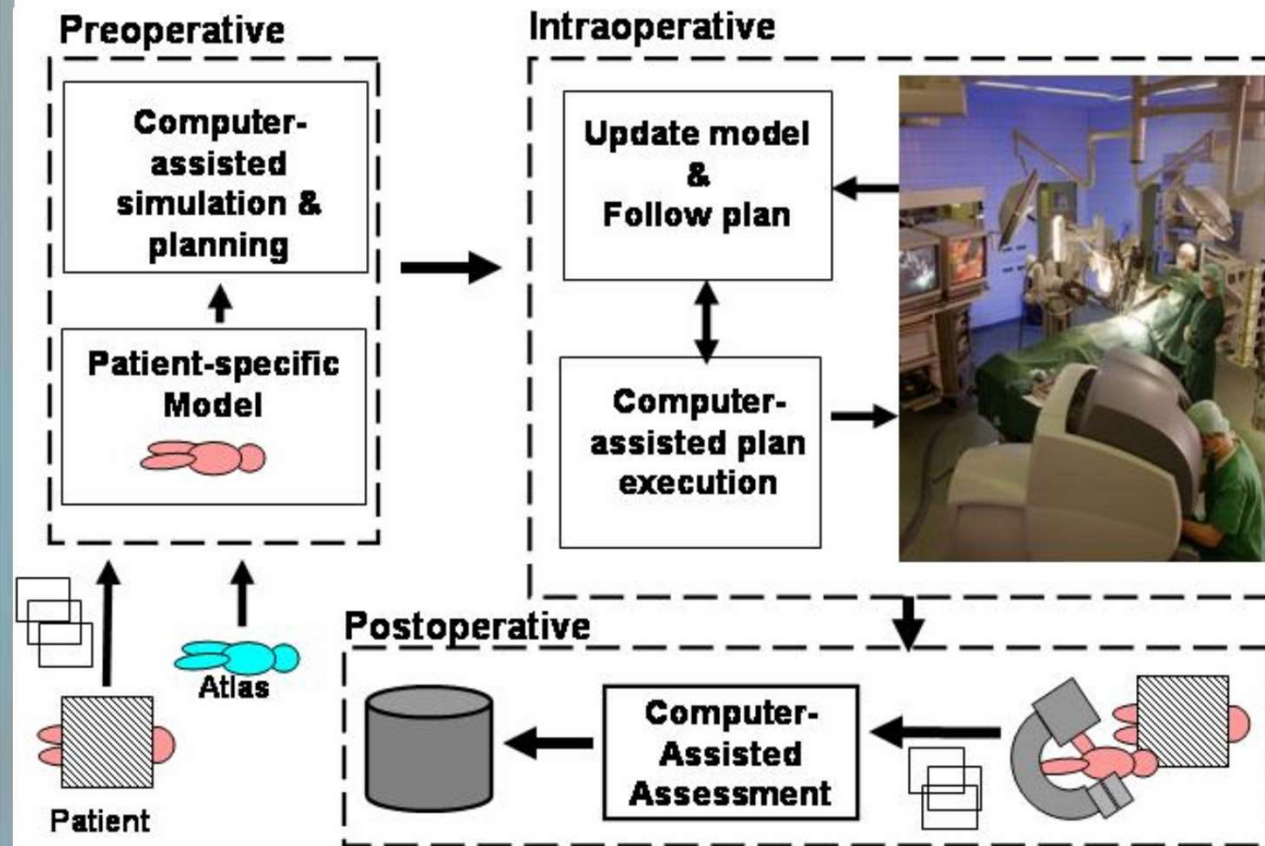 Preoperative
Computer-
assisted
simulation &
planning
Patient-specific
Model
Atlas
Patient
Intraoperative
Update model
&
Follow plan
Computer-
assisted plan
execution
Postoperative
Computer-
Assisted
Assessment